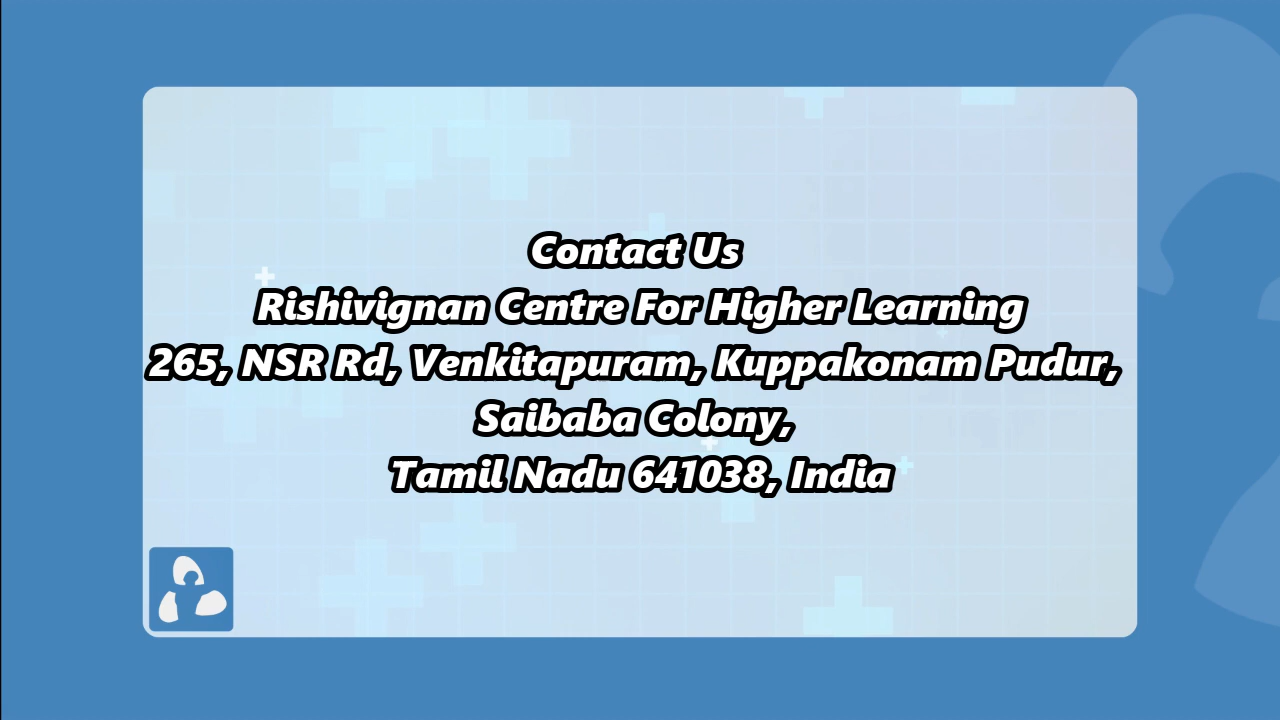 Contact Us
Rishivignan Centre For Higher Learning
265, NSR Rd, Venkitapuram, Kuppakonam Pudur,
Saibaba Colony,
Tamil Nadu 641038, India